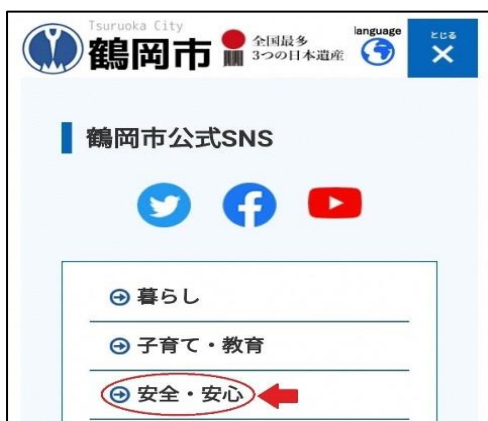 Tsuruoka City
鶴岡市
全国最多
3つの日本遺産
language
とじる
鶴岡市公式SNS
暮らし
子育て・教育
安全・安心